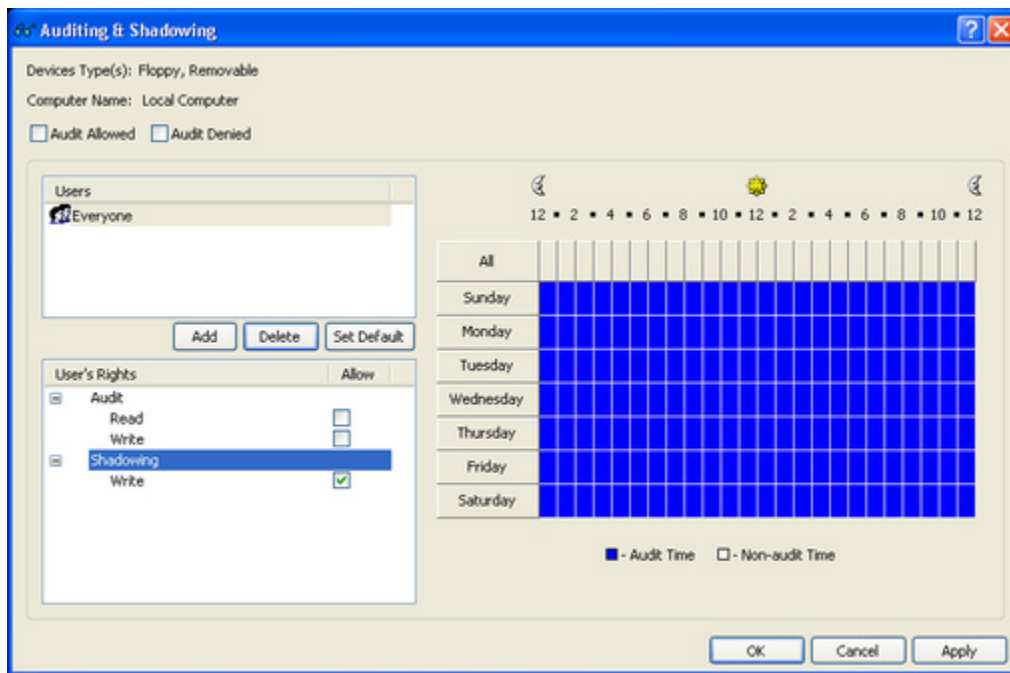 Auditing & Shadowing
Devices Type(s): Floppy, Removable
Computer Name: Local Computer
Audit Allowed Audit Denied
Users
Everyone
Add Delete Set Default
User's Rights Allow
Audit
Read
Write
Shadowing
Write
12 • 2 • 4 • 6 • 8 • 10 • 12 • 2 • 4 • 6 • 8 • 10 • 12
All
Sunday
Monday
Tuesday
Wednesday
Thursday
Friday
Saturday
- Audit Time - Non-audit Time
OK Cancel Apply